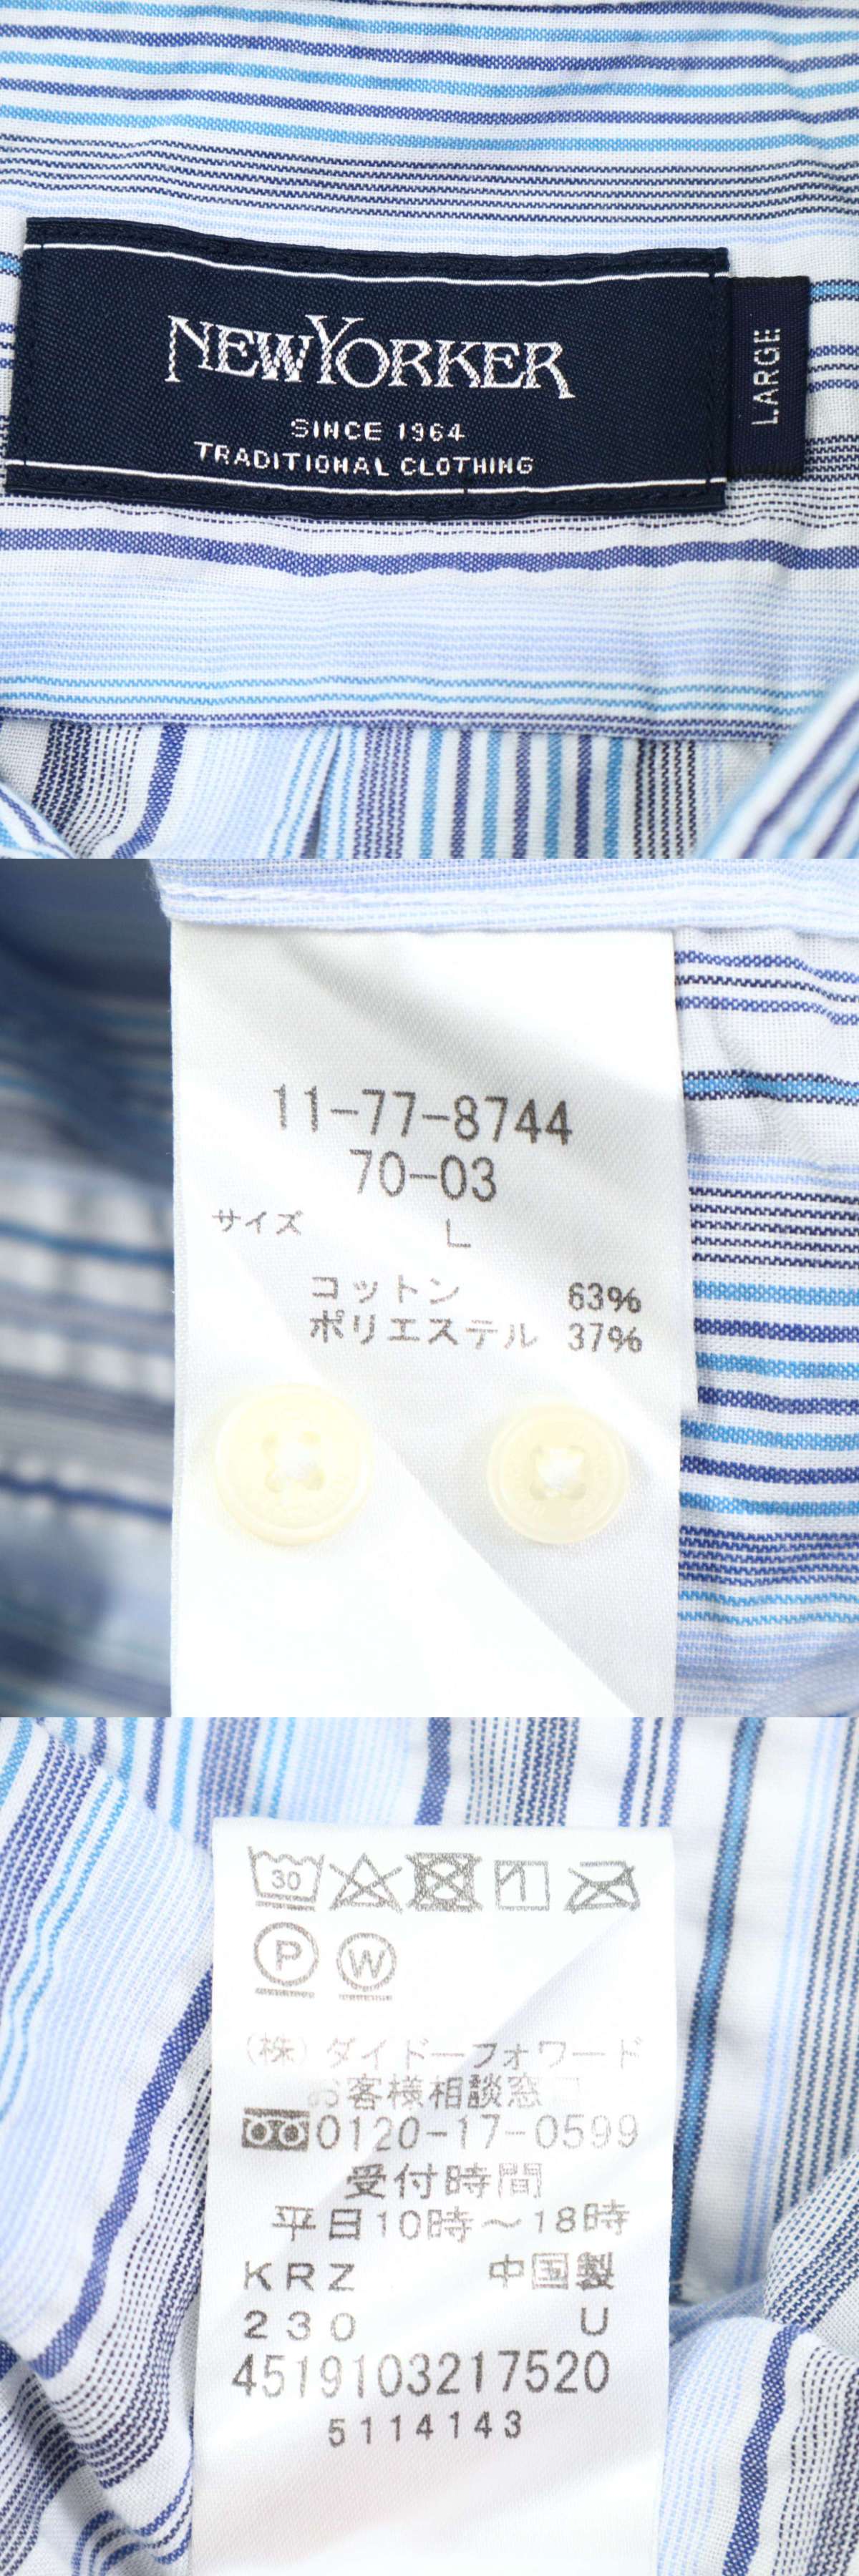 NEWYORKER
SINCE 1964
TRADITIONAL CLOTHING
LARGE
11-77-8744
70-03
サイズ L
コットン 63%
ポリエステル 37%
30
P W
(株)ダイドーフォワード
お客様相談窓口
0120-17-0599
受付時間
平日10時～18時
KRZ 中国製
230 U
4519103217520
5114143